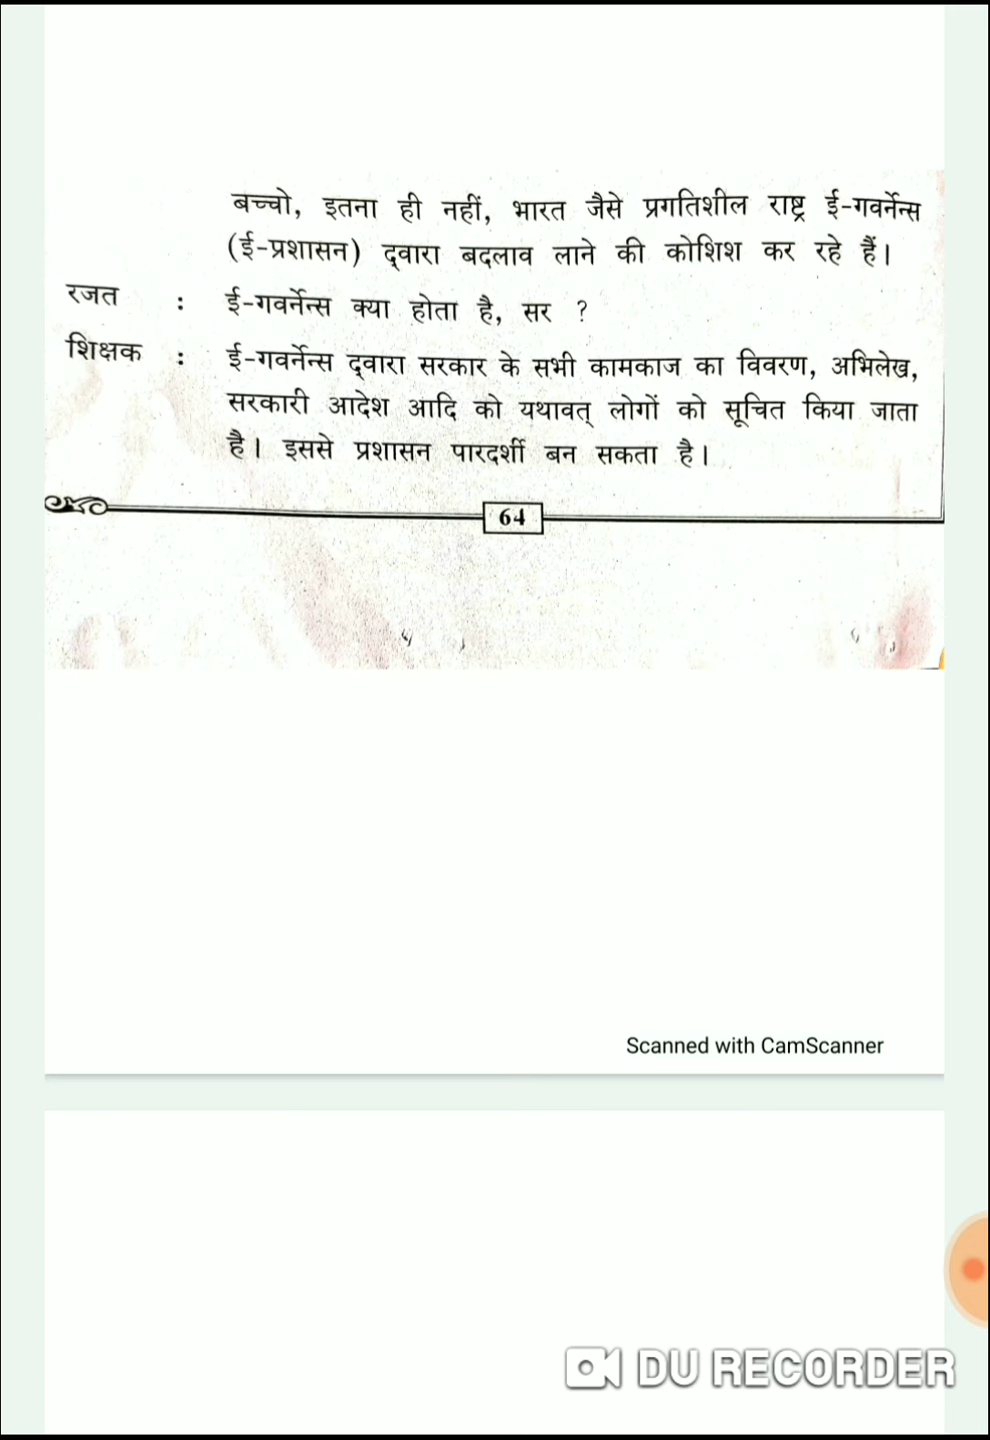 बच्चो, इतना ही नहीं, भारत जैसे प्रगतिशील राष्ट्र ई-गवर्नेन्स
(ई-प्रशासन) द्वारा बदलाव लाने की कोशिश कर रहे हैं।
रजत : ई-गवर्नेन्स क्या होता है, सर ?
शिक्षक : ई-गवर्नेन्स द्वारा सरकार के सभी कामकाज का विवरण, अभिलेख,
सरकारी आदेश आदि को यथावत् लोगों को सूचित किया जाता
है। इससे प्रशासन पारदर्शी बन सकता है।
64
Scanned with CamScanner
DU RECORDER